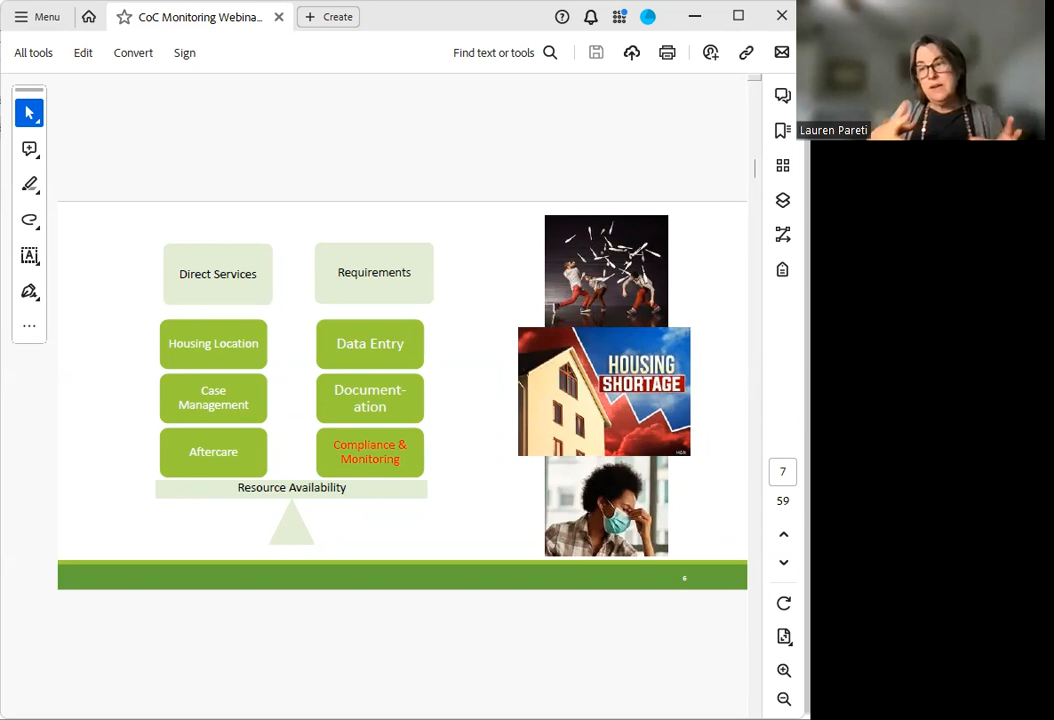 Menu
CoC Monitoring Webina...
Create
All tools
Edit
Convert
Sign
Find text or tools
Lauren Pareti
Direct Services
Requirements
Housing Location
Data Entry
Case
Management
Document-
ation
Aftercare
Compliance &
Monitoring
Resource Availability
HOUSING
SHORTAGE
6
7
59